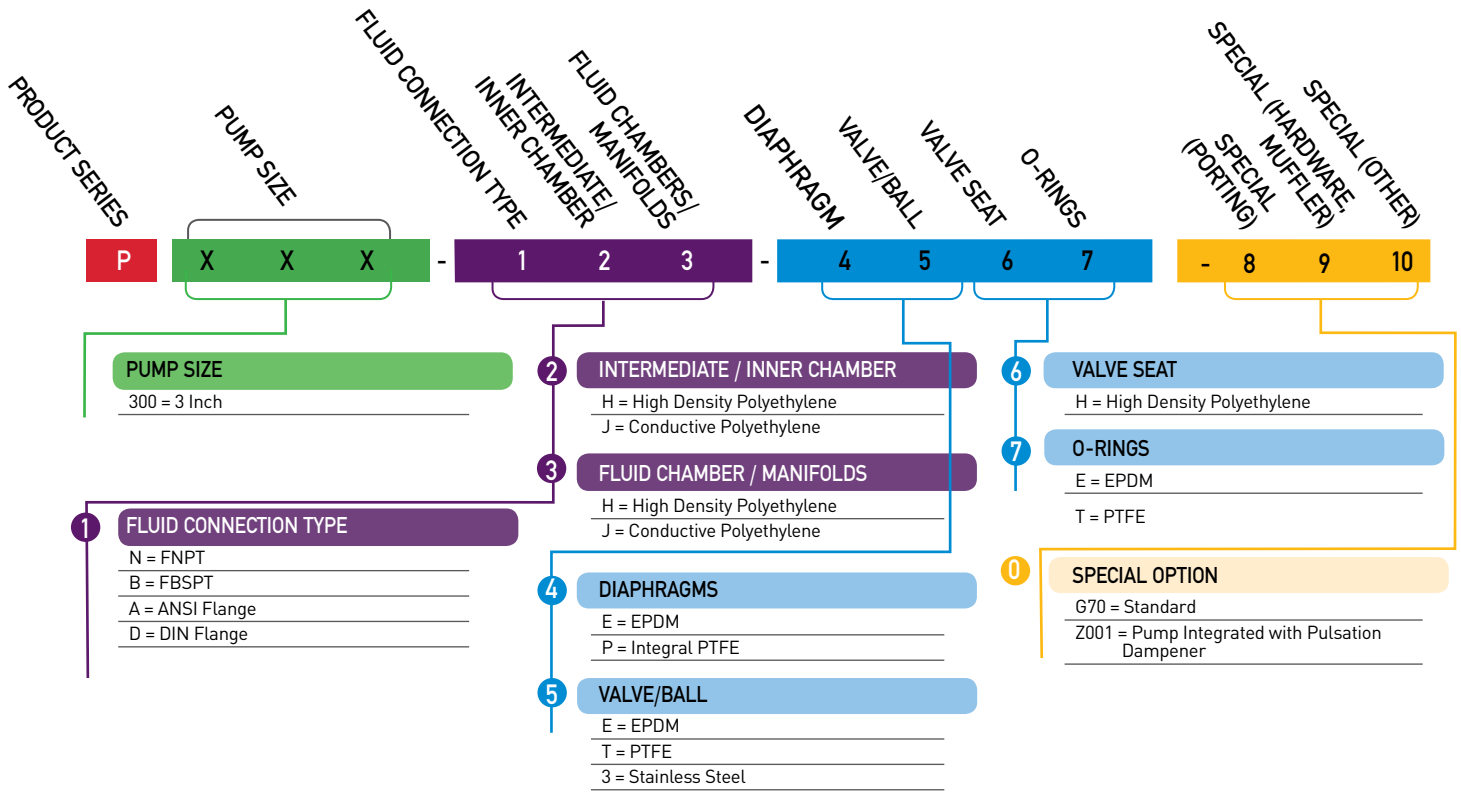 PRODUCT SERIES
PUMP SIZE
FLUID CONNECTION TYPE
INTERMEDIATE/
INNER CHAMBER
FLUID CHAMBERS/
MANIFOLDS
DIAPHRAGM
VALVE/BALL
VALVE SEAT
O-RINGS
SPECIAL
(PORTING)
SPECIAL (HARDWARE,
MUFFLER)
SPECIAL (OTHER)
P X X X - 1 2 3 - 4 5 6 7 - 8 9 10
PUMP SIZE
300 = 3 Inch
1 FLUID CONNECTION TYPE
N = FNPT
B = FBSPT
A = ANSI Flange
D = DIN Flange
2 INTERMEDIATE / INNER CHAMBER
H = High Density Polyethylene
J = Conductive Polyethylene
3 FLUID CHAMBER / MANIFOLDS
H = High Density Polyethylene
J = Conductive Polyethylene
4 DIAPHRAGMS
E = EPDM
P = Integral PTFE
5 VALVE/BALL
E = EPDM
T = PTFE
3 = Stainless Steel
6 VALVE SEAT
H = High Density Polyethylene
7 O-RINGS
E = EPDM
T = PTFE
0 SPECIAL OPTION
G70 = Standard
Z001 = Pump Integrated with Pulsation
Dampener